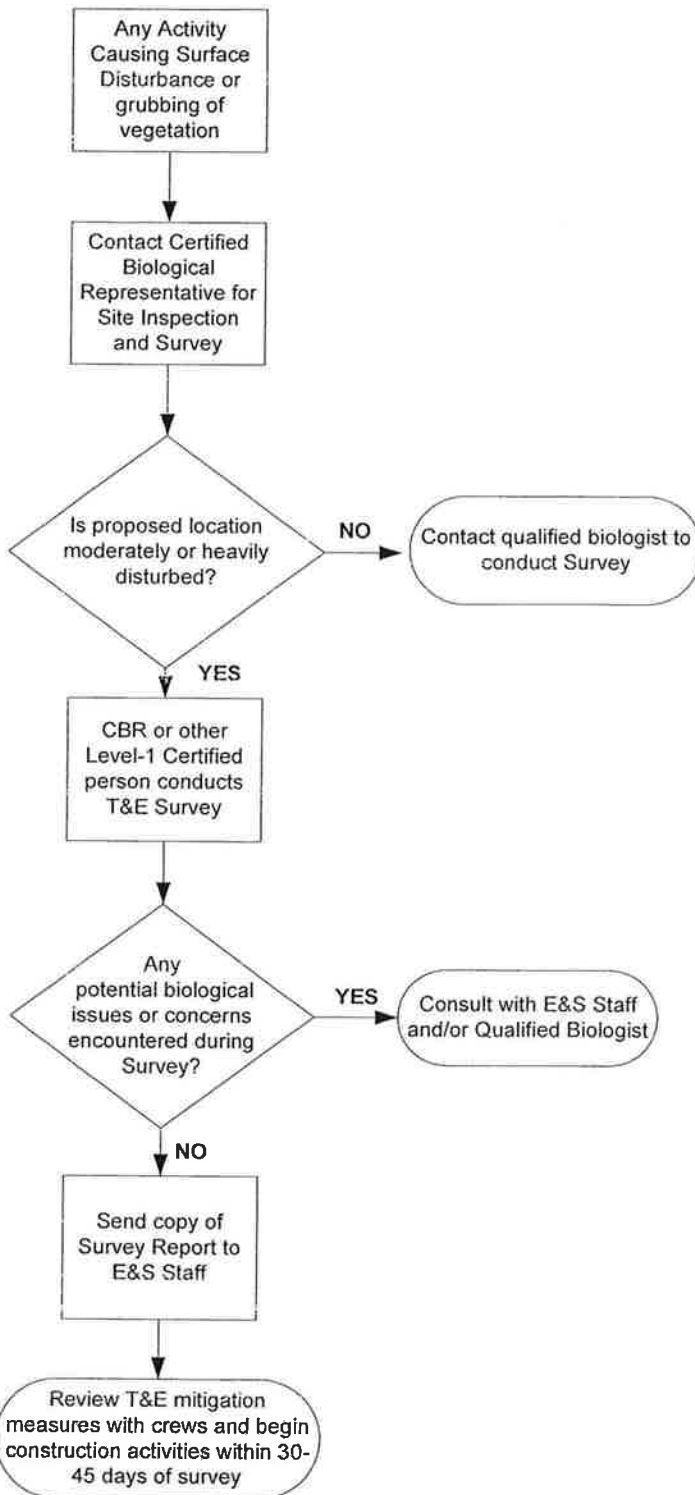 Any Activity
Causing Surface
Disturbance or
grubbing of
vegetation
Contact Certified
Biological
Representative for
Site Inspection
and Survey
Is proposed location
moderately or heavily
disturbed?
NO
Contact qualified biologist to
conduct Survey
YES
CBR or other
Level-1 Certified
person conducts
T&E Survey
Any
potential biological
issues or concerns
encountered during
Survey?
YES
Consult with E&S Staff
and/or Qualified Biologist
NO
Send copy of
Survey Report to
E&S Staff
Review T&E mitigation
measures with crews and begin
construction activities within 30-
45 days of survey